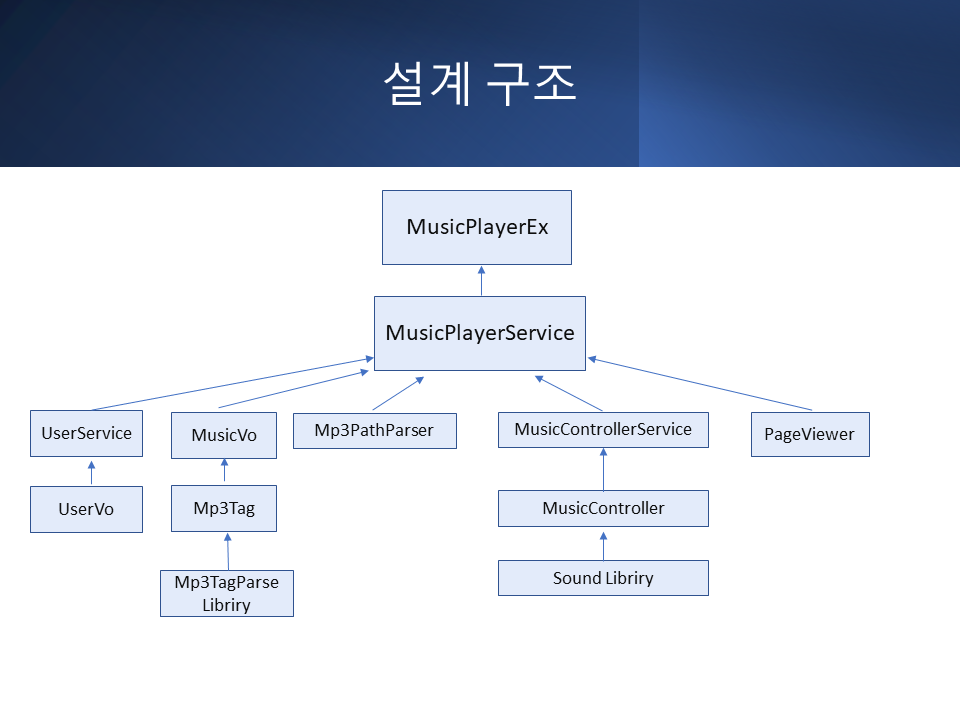 설계 구조
MusicPlayerEx
MusicPlayerService
UserService
MusicVo
Mp3PathParser
MusicControllerService
PageViewer
UserVo
Mp3Tag
MusicController
Mp3TagParse
Libriry
Sound Libriry